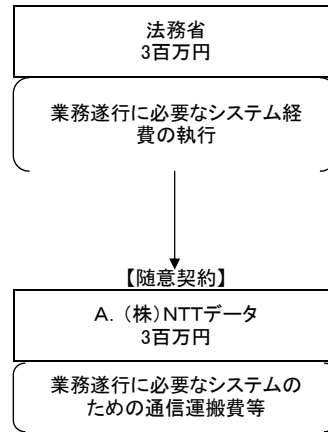 法務省
3百万円
業務遂行に必要なシステム経
費の執行
【随意契約】
A.（株）NTTデータ
3百万円
業務遂行に必要なシステムの
ための通信運搬費等